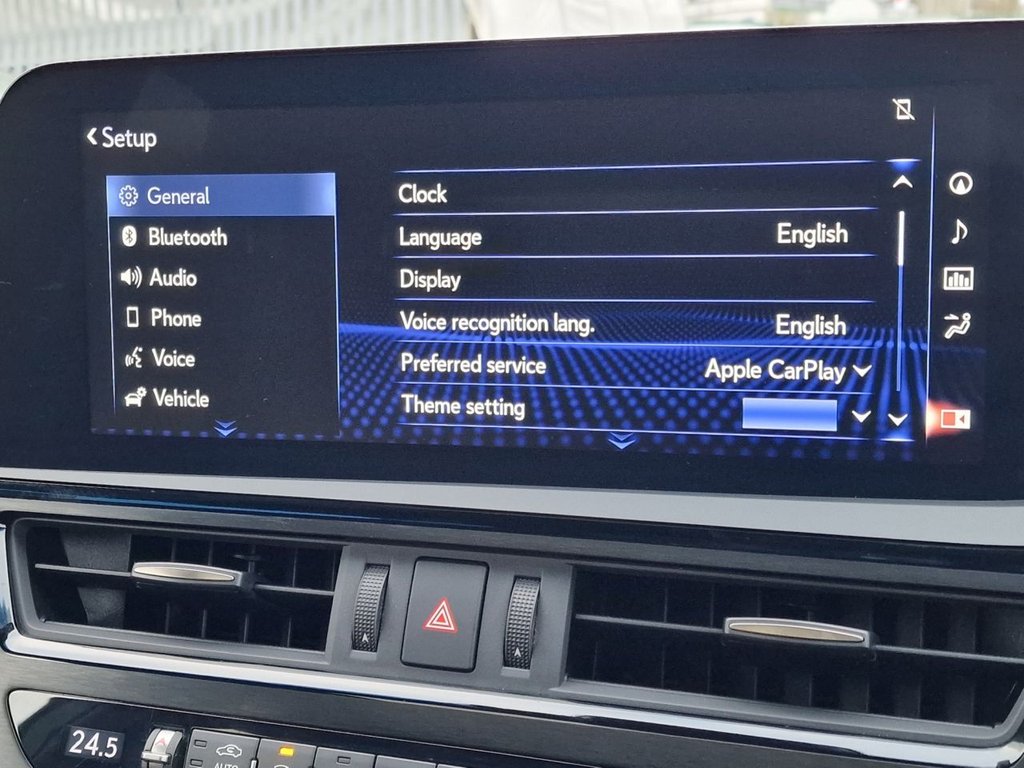 Setup
General
Bluetooth
Audio
Phone
Voice
Vehicle
Clock
Language English
Display
Voice recognition lang. English
Preferred service Apple CarPlay
Theme setting
24.5
AUTO